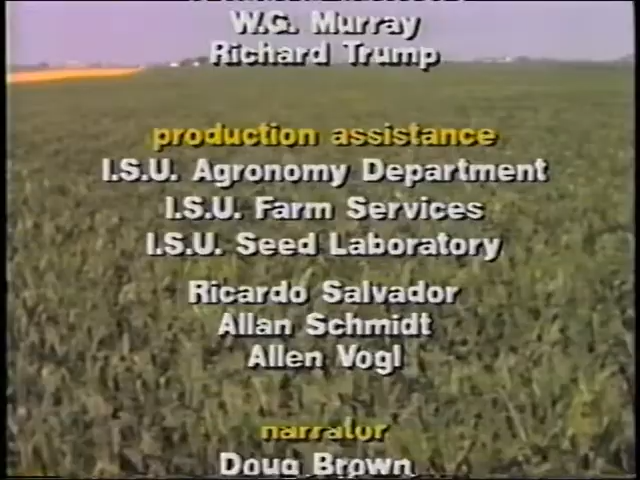 W.G. Murray
Richard Trump
production assistance
I.S.U. Agronomy Department
I.S.U. Farm Services
I.S.U. Seed Laboratory
Ricardo Salvador
Allan Schmidt
Allen Vogl
narrator
Doug Brown